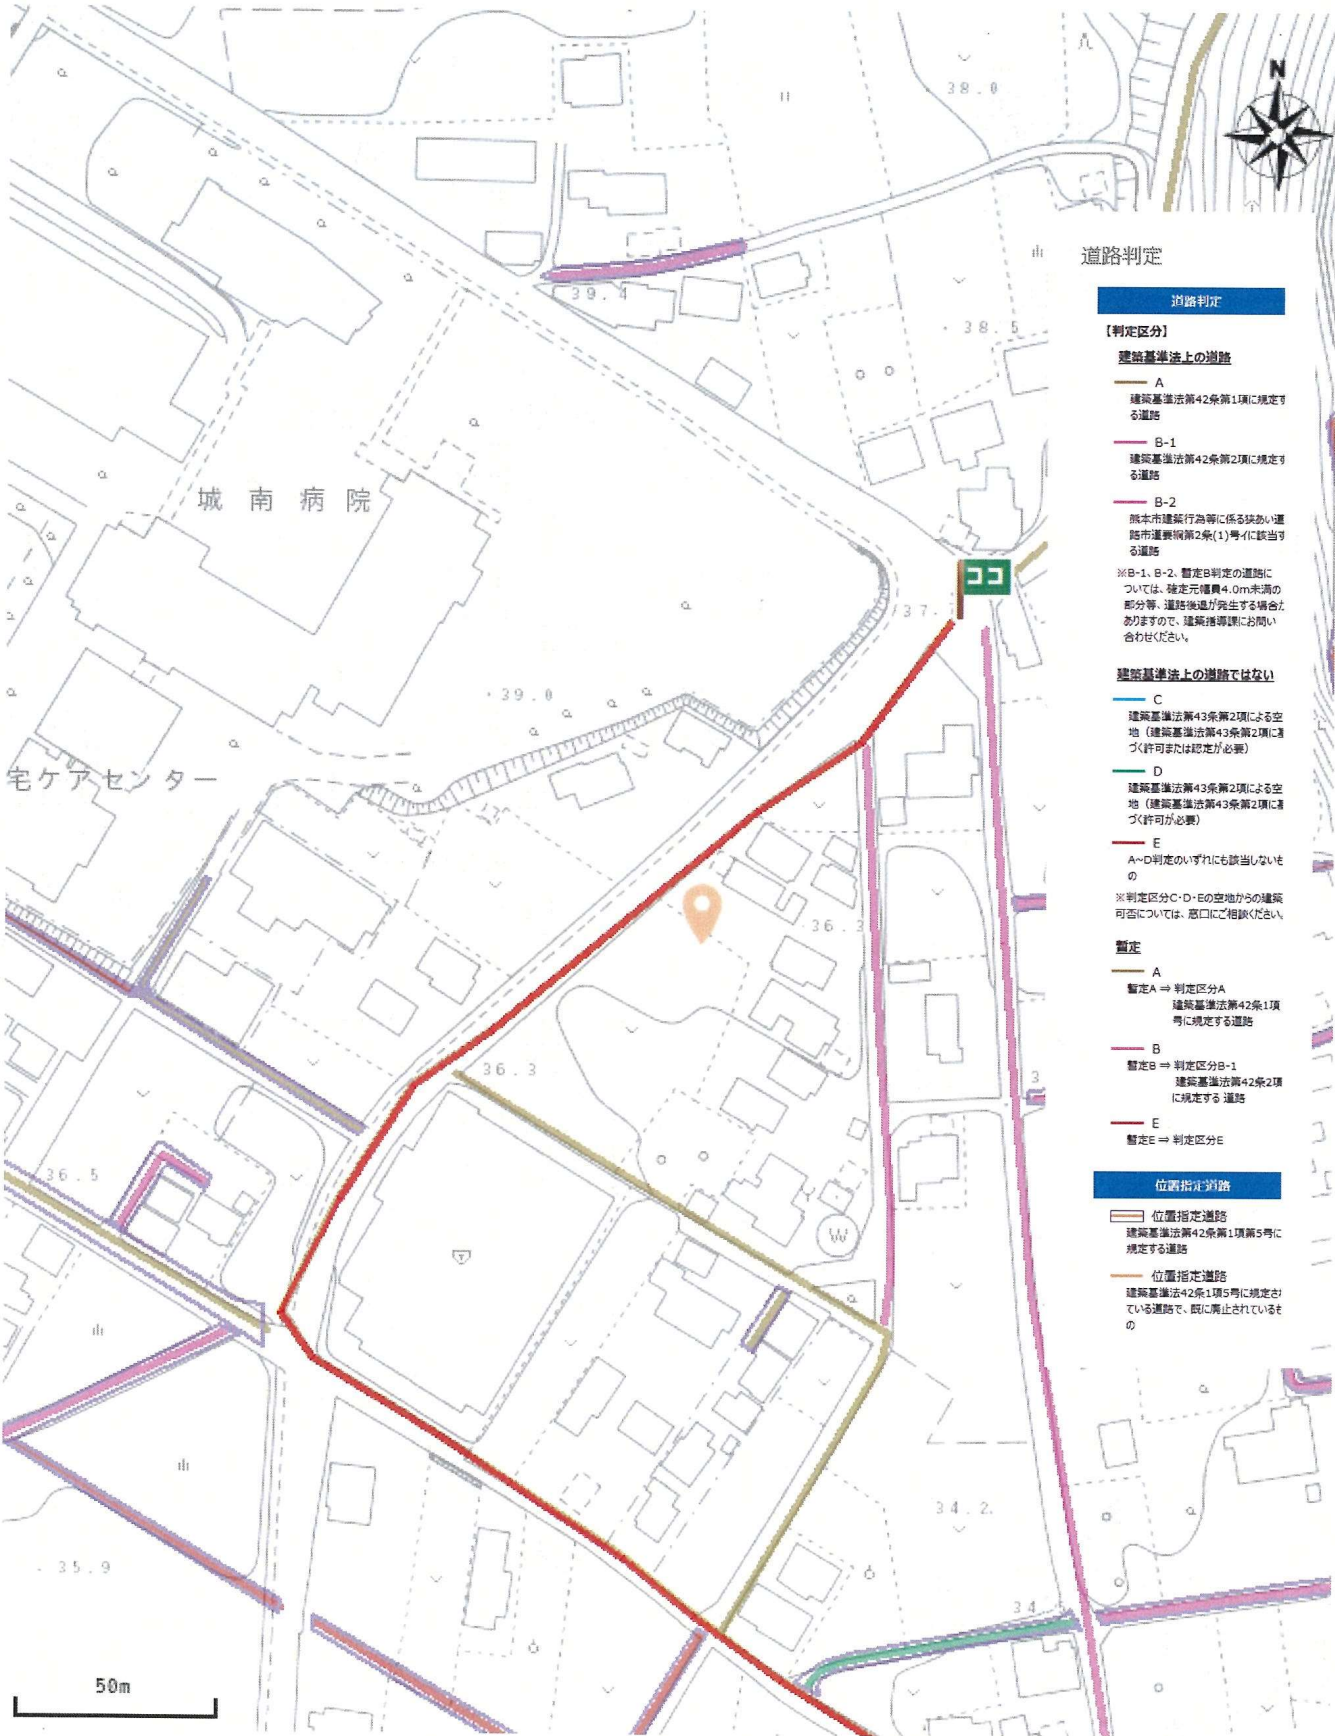 38.0
N
道路判定
39.4
道路判定
38.5
【判定区分】
建築基準法上の道路
A
建築基準法第42条第1項に規定す
る道路
B-1
建築基準法第42条第2項に規定す
る道路
城南病院
B-2
熊本市建築行為等に係る狭あい道
路市道要綱第2条(1)号イに該当す
る道路
※B-1、B-2、暫定B判定の道路に
ついては、確定元幅員4.0m未満の
部分等、道路後退が発生する場合が
ありますので、建築指導課にお問い
合わせください。
ココ
37.
建築基準法上の道路ではない
39.0
C
建築基準法第43条第2項による空
地（建築基準法第43条第2項に基
づく許可または認定が必要）
宅ケアセンター
D
建築基準法第43条第2項による空
地（建築基準法第43条第2項に基
づく許可が必要）
E
A~D判定のいずれにも該当しないも
の
※判定区分C・D・Eの空地からの建築
可否については、窓口にご相談ください。
36.3
暫定
A
暫定A ⇒ 判定区分A
建築基準法第42条1項
号に規定する道路
B
暫定B ⇒ 判定区分B-1
建築基準法第42条2項
に規定する 道路
36.3
3
E
暫定E ⇒ 判定区分E
36.5
位置指定道路
位置指定道路
建築基準法第42条第1項第5号に
規定する道路
W
位置指定道路
建築基準法42条1項5号に規定さ
ている道路で、既に廃止されているも
の
34.2
35.9
34.
50m